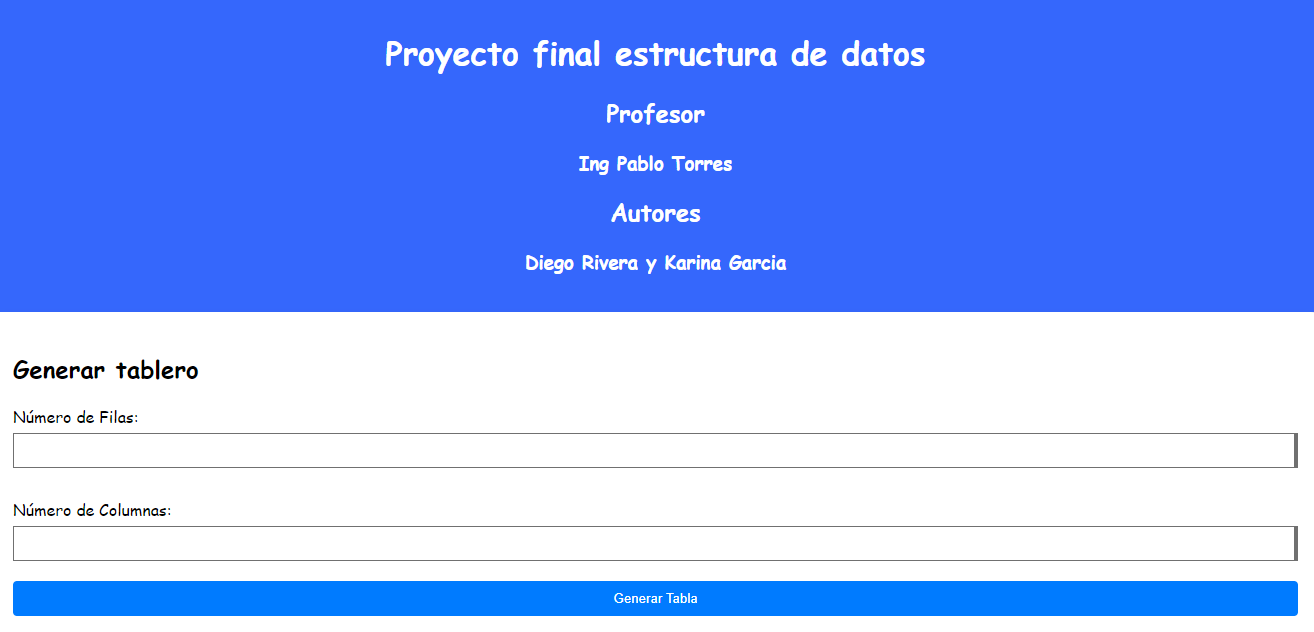 Proyecto final estructura de datos
Profesor
Ing Pablo Torres
Autores
Diego Rivera y Karina Garcia
Generar tablero
Número de Filas:
Número de Columnas:
Generar Tabla